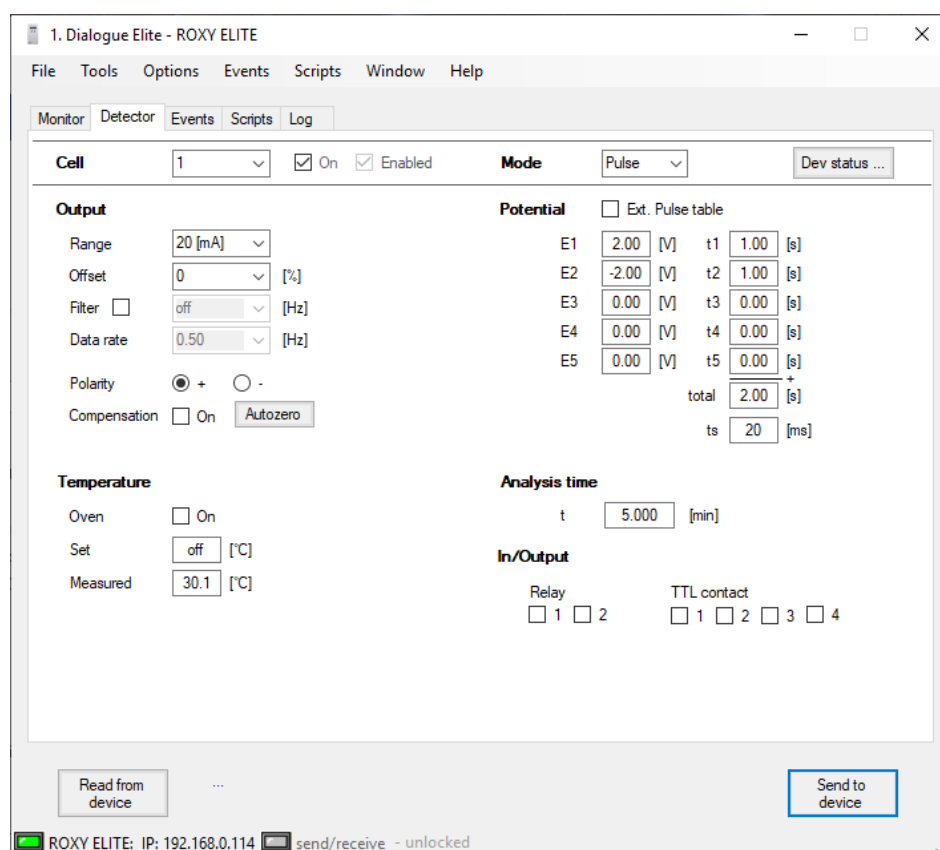 1. Dialogue Elite - ROXY ELITE
File Tools Options Events Scripts Window Help
Monitor Detector Events Scripts Log
Cell 1 On Enabled Mode Pulse Dev status ...
Output Potential Ext. Pulse table
Range 20 [mA] E1 2.00 [V] t1 1.00 [s]
Offset 0 [%] E2 -2.00 [V] t2 1.00 [s]
Filter off [Hz] E3 0.00 [V] t3 0.00 [s]
Data rate 0.50 [Hz] E4 0.00 [V] t4 0.00 [s]
E5 0.00 [V] t5 0.00 [s]
Polarity + - +
total 2.00 [s]
Compensation On Autozero
ts 20 [ms]
Temperature Analysis time
Oven On t 5.000 [min]
Set off [°C]
In/Output
Measured 30.1 [°C]
Relay TTL contact
1 2 1 2 3 4
Read from
device
...
Send to
device
ROXY ELITE: IP: 192.168.0.114 send/receive - unlocked